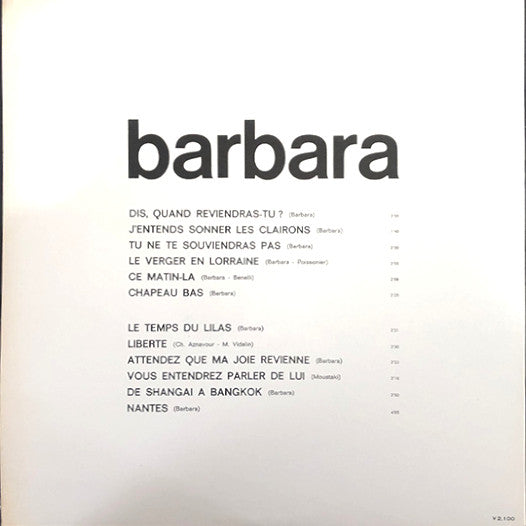 barbara
DIS, QUAND REVIENDRAS-TU ? (Barbara)
J'ENTENDS SONNER LES CLAIRONS (Barbara)
TU NE TE SOUVIENDRAS PAS (Barbara)
LE VERGER EN LORRAINE (Barbara - Poissonier)
CE MATIN-LA (Barbara - Benelli)
CHAPEAU BAS (Barbara)
LE TEMPS DU LILAS (Barbara)
LIBERTE (Ch. Aznavour - M. Vidalin)
ATTENDEZ QUE MA JOIE REVIENNE (Barbara)
VOUS ENTENDREZ PARLER DE LUI (Moustaki)
DE SHANGAI A BANGKOK (Barbara)
NANTES (Barbara)
¥2,100